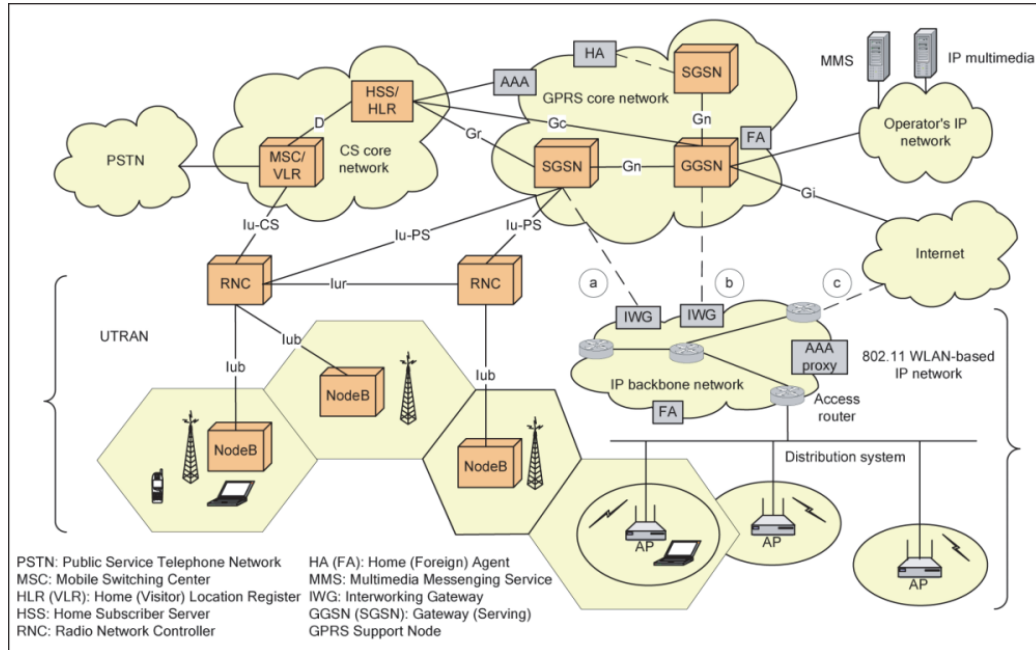 HA
SGSN
MMS
IP multimedia
HSS/
HLR
AAA
GPRS core network
D
Gr
Gc
Gn
FA
Operator's IP
network
PSTN
MSC/
VLR
CS core
network
SGSN
Gn
GGSN
Gi
Iu-CS
Iu-PS
Iu-PS
Internet
RNC
Iur
RNC
a
b
c
UTRAN
Iub
Iub
Iub
IWG
IWG
AAA
proxy
802.11 WLAN-based
IP network
IP backbone network
Access
router
FA
NodeB
NodeB
NodeB
Distribution system
AP
AP
AP
PSTN: Public Service Telephone Network
MSC: Mobile Switching Center
HLR (VLR): Home (Visitor) Location Register
HSS: Home Subscriber Server
RNC: Radio Network Controller
HA (FA): Home (Foreign) Agent
MMS: Multimedia Messenging Service
IWG: Interworking Gateway
GGSN (SGSN): Gateway (Serving)
GPRS Support Node